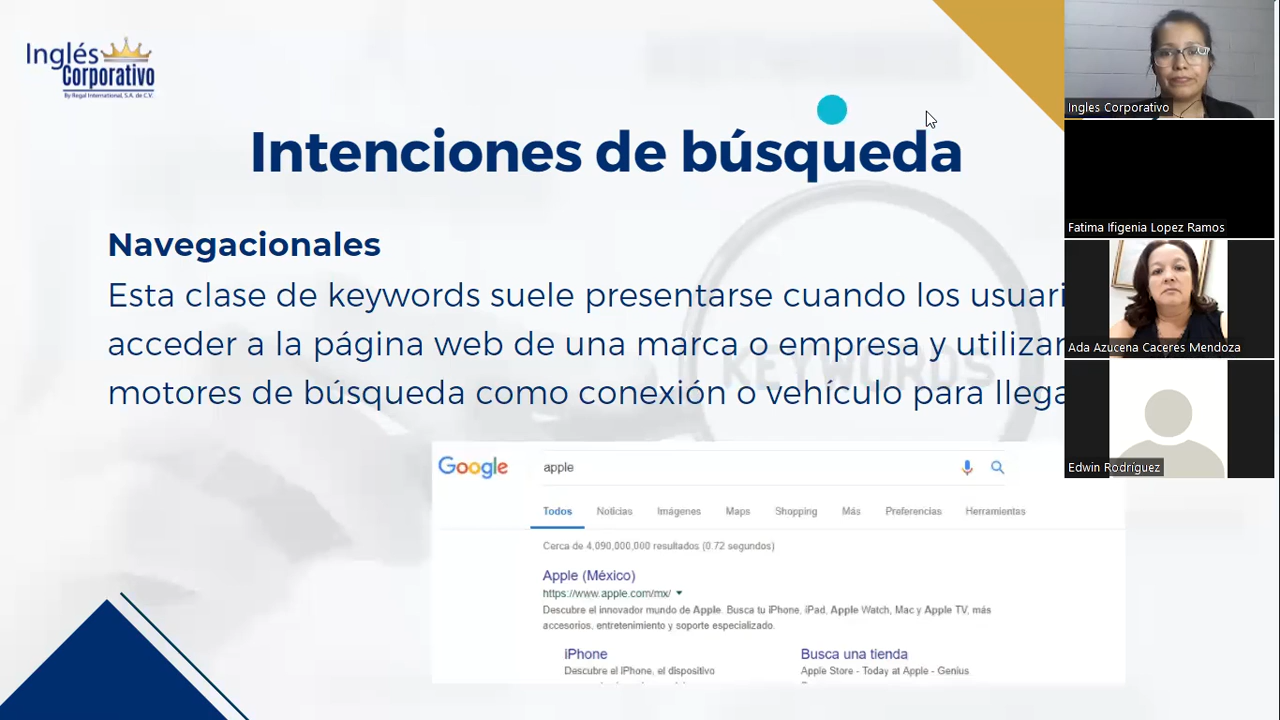 Inglés
Corporativo
By Regal International, S.A. de C.V.
Intenciones de búsqueda
Navegacionales
Esta clase de keywords suele presentarse cuando los usuari
acceder a la página web de una marca o empresa y utilizar
motores de búsqueda como conexión o vehículo para llega
KEYWORDS
Google
apple
Todos Noticias Imágenes Maps Shopping Más Preferencias Herramientas
Cerca de 4,090,000,000 resultados (0.72 segundos)
Apple (México)
https://www.apple.com/mx/
Descubre el innovador mundo de Apple. Busca tu iPhone, iPad, Apple Watch, Mac y Apple TV, más
accesorios, entretenimiento y soporte especializado.
iPhone Busca una tienda
Descubre el iPhone, el dispositivo Apple Store - Today at Apple - Genius
Ingles Corporativo
Fatima Ifigenia Lopez Ramos
Ada Azucena Caceres Mendoza
Edwin Rodríguez